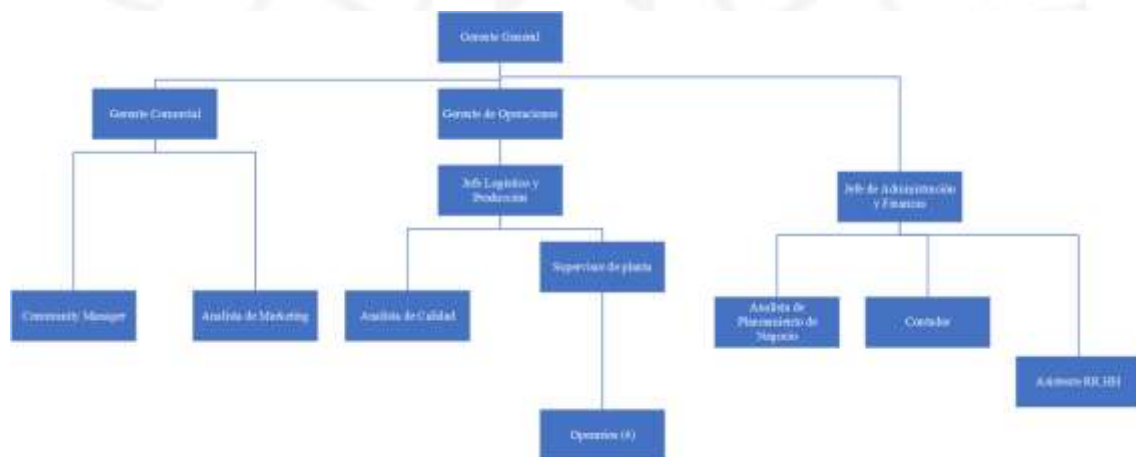 Gerente General
Gerente Comercial
Gerente de Operaciones
Jefe Logística y
Producción
Jefe de Administración
y Finanzas
Supervisor de planta
Community Manager
Analista de Marketing
Analista de Calidad
Analista de
Planeamiento de
Negocio
Contador
Asistente RR.HH
Operarios